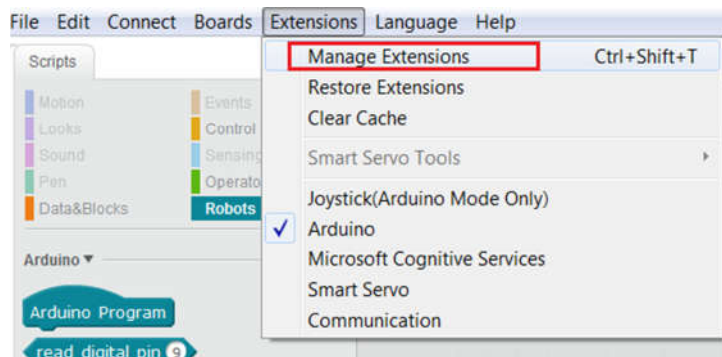 File Edit Connect Boards Extensions Language Help
Scripts
Motion Events
Looks Control
Sound Sensing
Pen
Data&Blocks Robots
Arduino
Arduino Program
read digital pin 9
Manage Extensions Ctrl+Shift+T
Restore Extensions
Clear Cache
Smart Servo Tools
Joystick(Arduino Mode Only)
Arduino
Microsoft Cognitive Services
Smart Servo
Communication